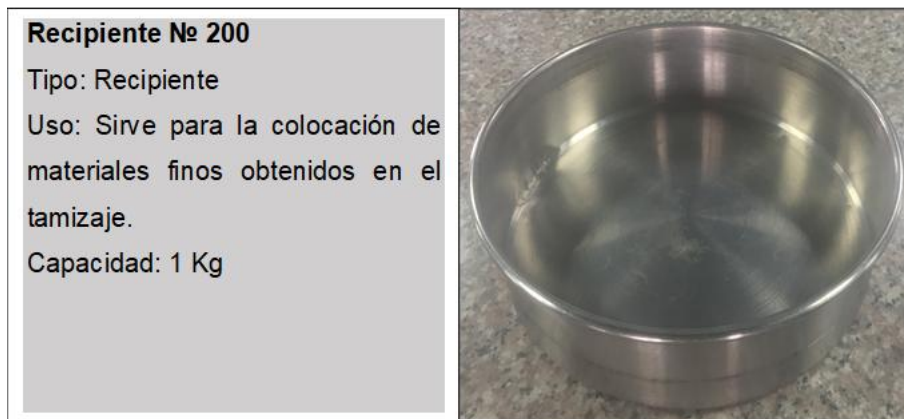 Recipiente № 200
Tipo: Recipiente
Uso: Sirve para la colocación de
materiales finos obtenidos en el
tamizaje.
Capacidad: 1 Kg